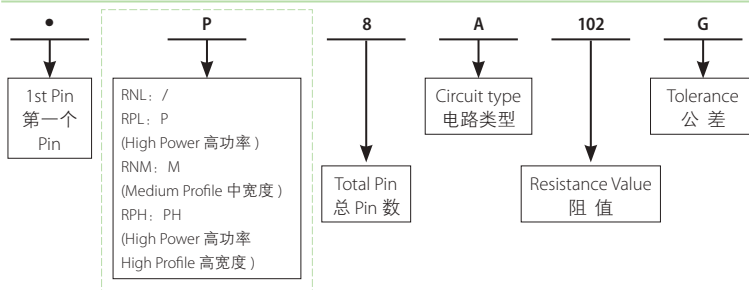 • P 8 A 102 G
1st Pin
第一个
Pin
RNL：/
RPL：P
(High Power 高功率 )
RNM：M
(Medium Profile 中宽度 )
RPH：PH
(High Power 高功率
High Profile 高宽度 )
Total Pin
总 Pin 数
Circuit type
电路类型
Resistance Value
阻 值
Tolerance
公 差